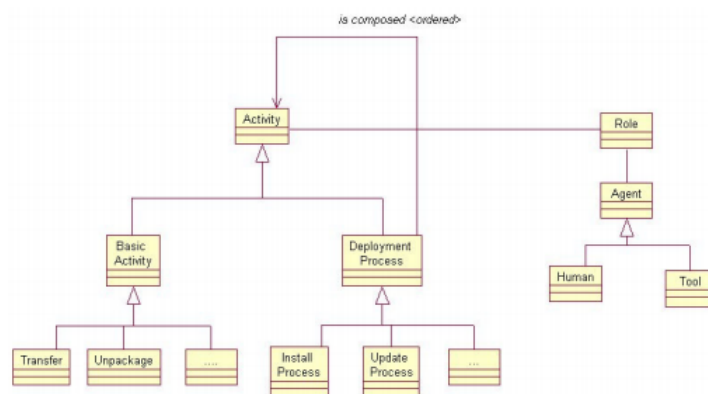 is composed <ordered>
Activity
Role
Agent
Basic
Activity
Deployment
Process
Human
Tool
Transfer
Unpackage
....
Install
Process
Update
Process
...